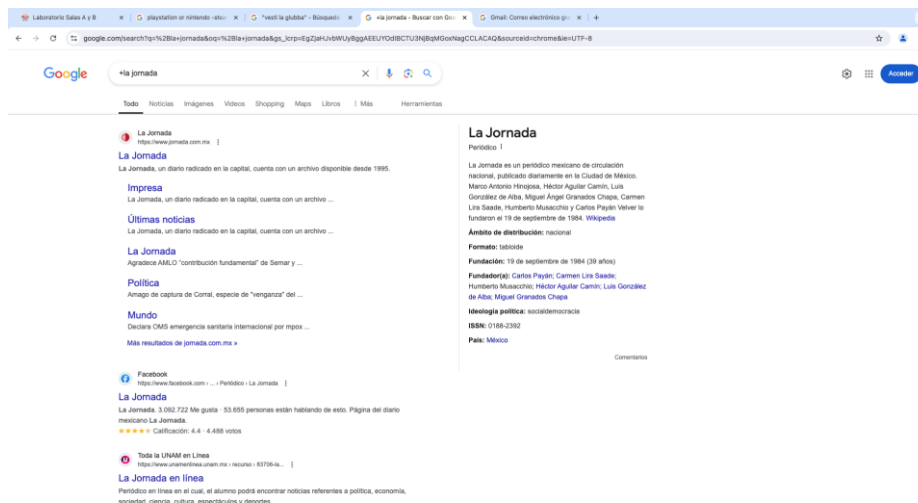 Laboratorio Salas A y B
playstation or nintendo -stea
"vesti la glubba" - Búsqueda
+la jornada - Buscar con Goo
Gmail: Correo electrónico gra
google.com/search?q=%2Bla+jornada&oq=%2Bla+jornada&gs_lcrp=EgZjaHJvbWUyBggAEEUYOdIBCTU3NjBqMGoxNagCCLACAQ&sourceid=chrome&ie=UTF-8
Google
+la jornada
Acceder
Todo Noticias Imágenes Videos Shopping Maps Libros Más Herramientas
La Jornada
https://www.jornada.com.mx
La Jornada
La Jornada, un diario radicado en la capital, cuenta con un archivo disponible desde 1995.
Impresa
La Jornada, un diario radicado en la capital, cuenta con un archivo ...
Últimas noticias
La Jornada, un diario radicado en la capital, cuenta con un archivo ...
La Jornada
Agradece AMLO "contribución fundamental" de Semar y ...
Política
Amago de captura de Corral, especie de "venganza" del ...
Mundo
Declara OMS emergencia sanitaria internacional por mpox ...
Más resultados de jornada.com.mx »
Facebook
https://www.facebook.com › ... › Periódico › La Jornada
La Jornada
La Jornada. 3.092.722 Me gusta · 53.655 personas están hablando de esto. Página del diario
mexicano La Jornada.
Calificación: 4.4 · 4.488 votos
Toda la UNAM en Línea
https://www.unamenlinea.unam.mx › recurso › 83706-la...
La Jornada en línea
Periódico en línea en el cual, el alumno podrá encontrar noticias referentes a política, economía,
sociedad, ciencia, cultura, espectáculos y deportes.
La Jornada
Periódico
La Jornada es un periódico mexicano de circulación
nacional, publicado diariamente en la Ciudad de México.
Marco Antonio Hinojosa, Héctor Aguilar Camín, Luis
González de Alba, Miguel Ángel Granados Chapa, Carmen
Lira Saade, Humberto Musacchio y Carlos Payán Velver lo
fundaron el 19 de septiembre de 1984. Wikipedia
Ámbito de distribución: nacional
Formato: tabloide
Fundación: 19 de septiembre de 1984 (39 años)
Fundador(a): Carlos Payán; Carmen Lira Saade;
Humberto Musacchio; Héctor Aguilar Camín; Luis González
de Alba; Miguel Granados Chapa
Ideología política: socialdemocracia
ISSN: 0188-2392
País: México
Comentarios